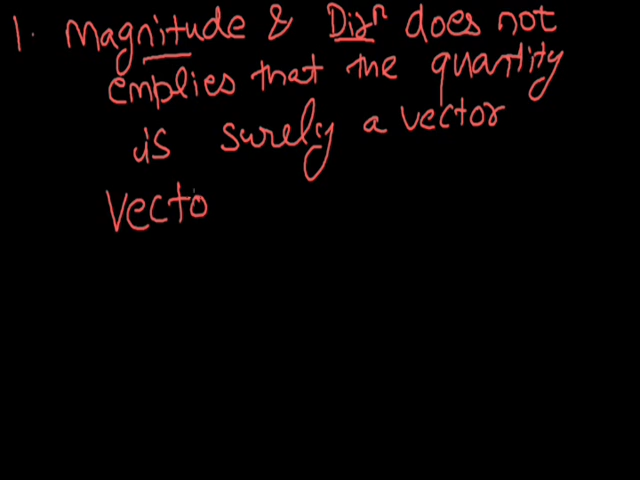 1. Magnitude & Dirⁿ does not
emplies that the quantity
is surely a vector
Vecto